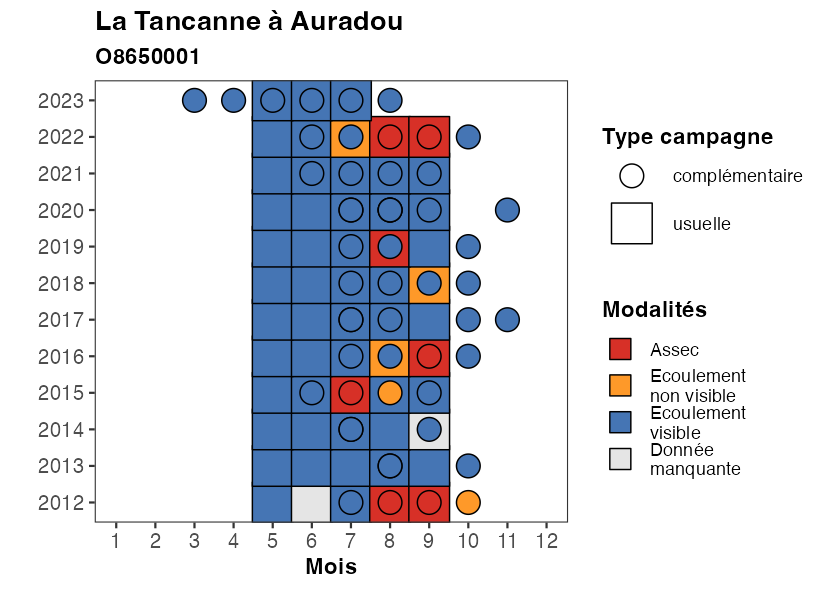 La Tancanne à Auradou
O8650001
2023
2022
2021
2020
2019
2018
2017
2016
2015
2014
2013
2012
1 2 3 4 5 6 7 8 9 10 11 12
Mois
Type campagne
complémentaire
usuelle
Modalités
Assec
Ecoulement
non visible
Ecoulement
visible
Donnée
manquante